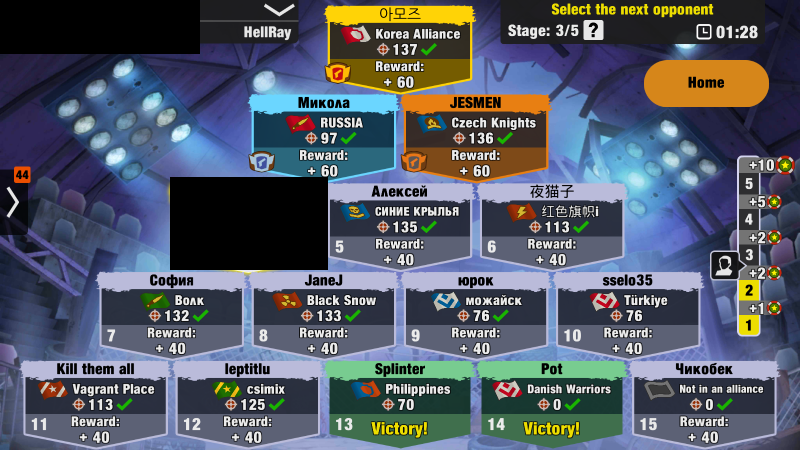 Select the next opponent
HellRay
Stage: 3/5 ?
01:28
Home
44
아모즈
Korea Alliance
137
Reward:
+ 60
Микола
RUSSIA
97
Reward:
+ 60
JESMEN
Czech Knights
136
Reward:
+ 60
Алексей
СИНИЕ КРЫЛЬЯ
135
5
Reward:
+ 40
夜猫子
红色旗帜i
113
6
Reward:
+ 40
София
Волк
132
7
Reward:
+ 40
JaneJ
Black Snow
133
8
Reward:
+ 40
юрок
можайск
76
9
Reward:
+ 40
sselo35
Türkiye
76
10
Reward:
+ 40
Kill them all
Vagrant Place
113
11
Reward:
+ 40
leptitlu
csimix
125
12
Reward:
+ 40
Splinter
Philippines
70
13
Victory!
Pot
Danish Warriors
0
14
Victory!
Чикобек
Not in an alliance
0
15
Reward:
+ 40
+10
5
+5
4
+2
3
+2
2
+1
1